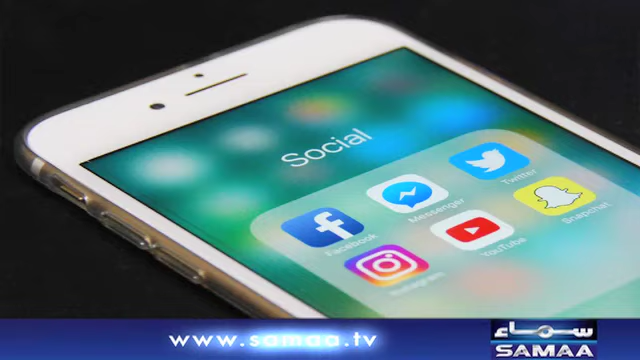 Social
Facebook
Messenger
Twitter
Instagram
YouTube
Snapchat
www.samaa.tv
سماء
SAMAA